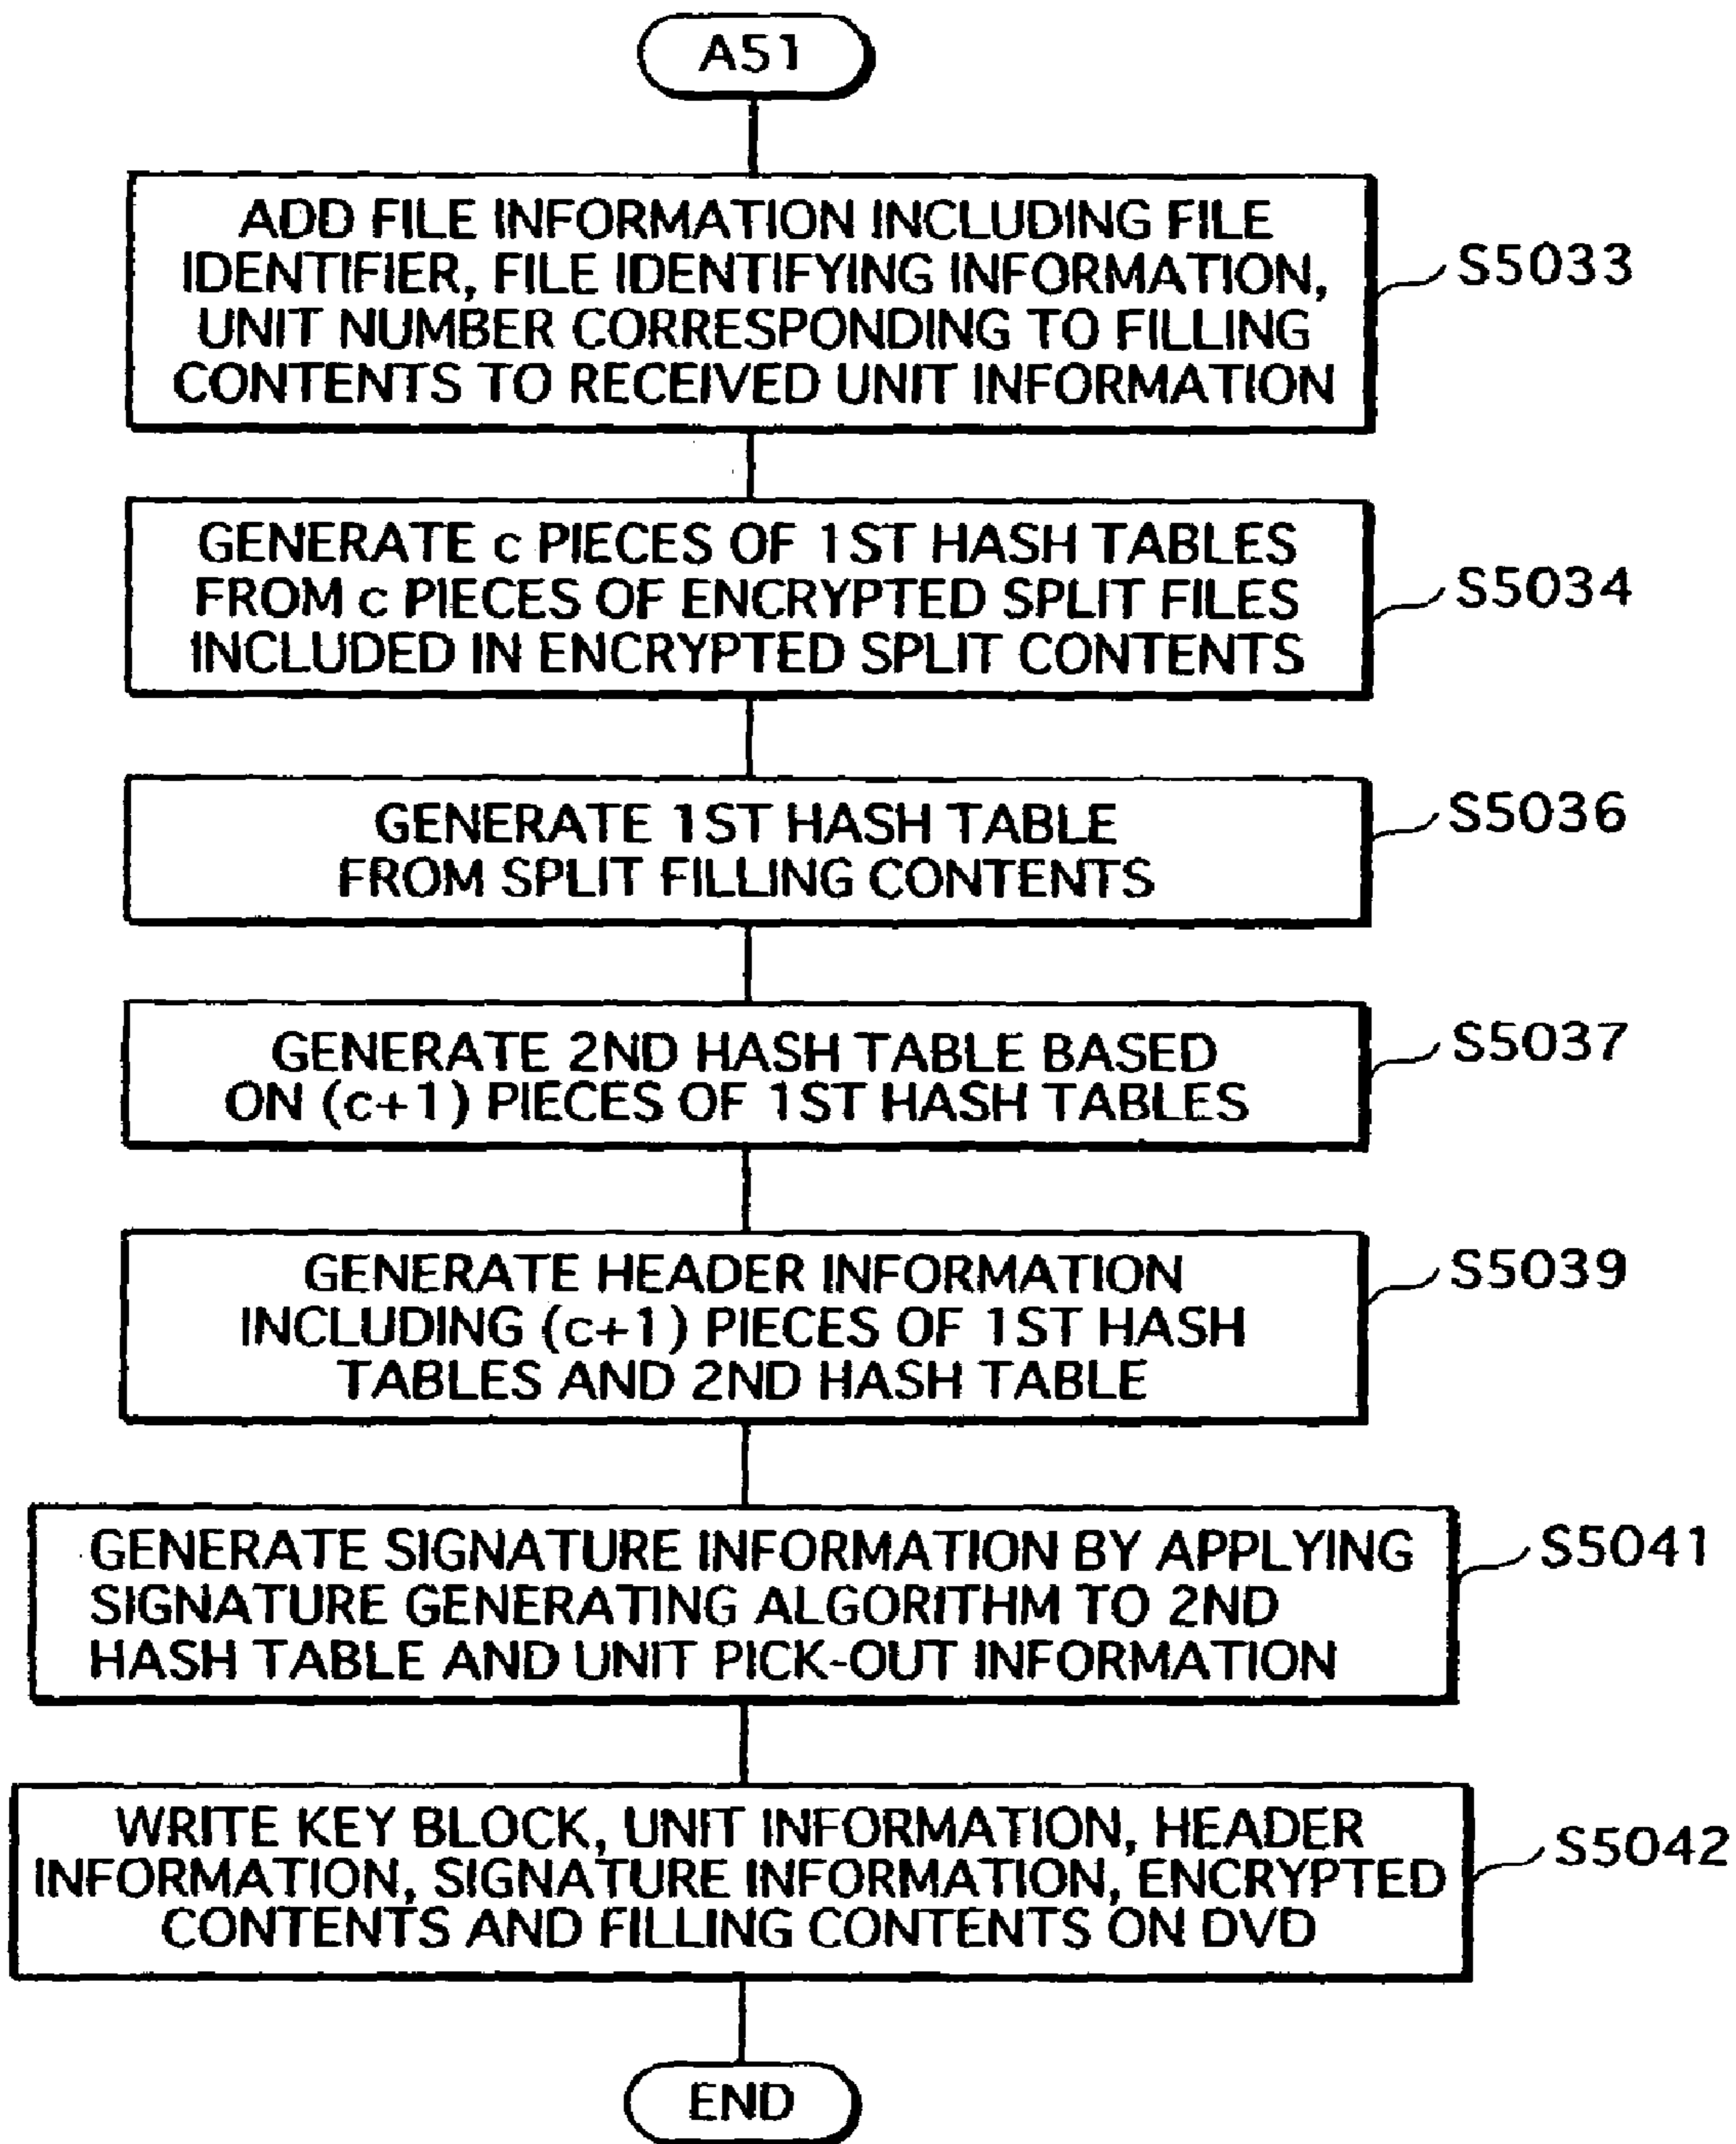 A51
ADD FILE INFORMATION INCLUDING FILE
IDENTIFIER, FILE IDENTIFYING INFORMATION,
UNIT NUMBER CORRESPONDING TO FILLING
CONTENTS TO RECEIVED UNIT INFORMATION
S5033
GENERATE c PIECES OF 1ST HASH TABLES
FROM c PIECES OF ENCRYPTED SPLIT FILES
INCLUDED IN ENCRYPTED SPLIT CONTENTS
S5034
GENERATE 1ST HASH TABLE
FROM SPLIT FILLING CONTENTS
S5036
GENERATE 2ND HASH TABLE BASED
ON (c+1) PIECES OF 1ST HASH TABLES
S5037
GENERATE HEADER INFORMATION
INCLUDING (c+1) PIECES OF 1ST HASH
TABLES AND 2ND HASH TABLE
S5039
GENERATE SIGNATURE INFORMATION BY APPLYING
SIGNATURE GENERATING ALGORITHM TO 2ND
HASH TABLE AND UNIT PICK-OUT INFORMATION
S5041
WRITE KEY BLOCK, UNIT INFORMATION, HEADER
INFORMATION, SIGNATURE INFORMATION, ENCRYPTED
CONTENTS AND FILLING CONTENTS ON DVD
S5042
END